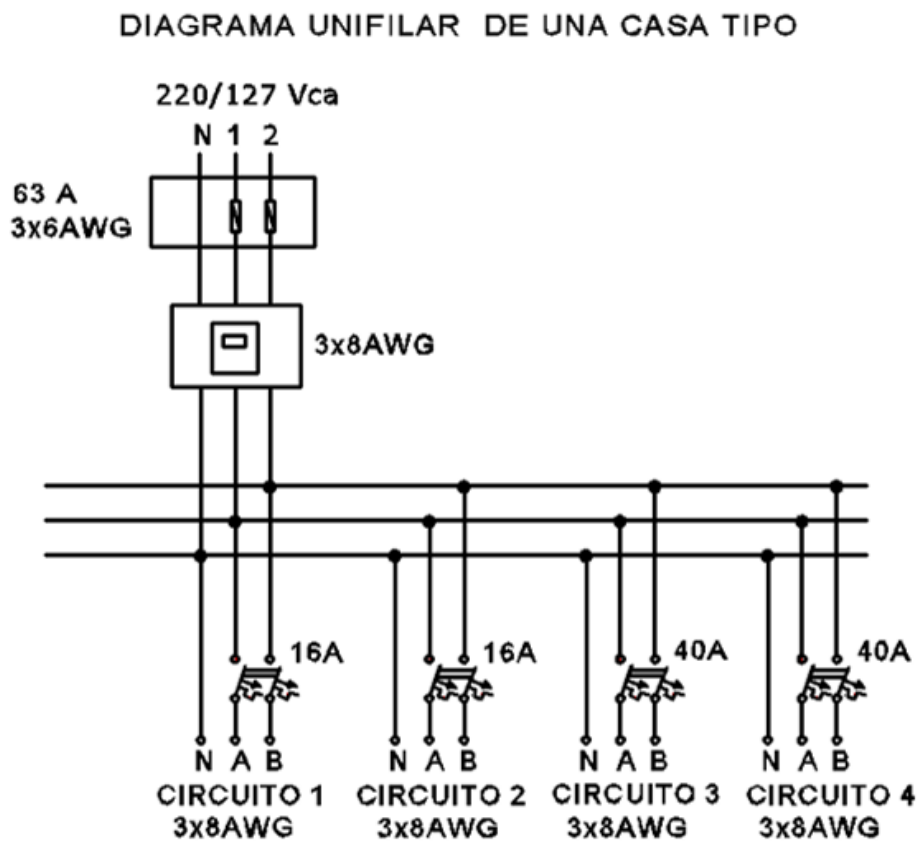 DIAGRAMA UNIFILAR DE UNA CASA TIPO
220/127 Vca
N 1 2
63 A
3x6AWG
3x8AWG
16A 16A 40A 40A
N A B N A B N A B N A B
CIRCUITO 1 CIRCUITO 2 CIRCUITO 3 CIRCUITO 4
3x8AWG 3x8AWG 3x8AWG 3x8AWG